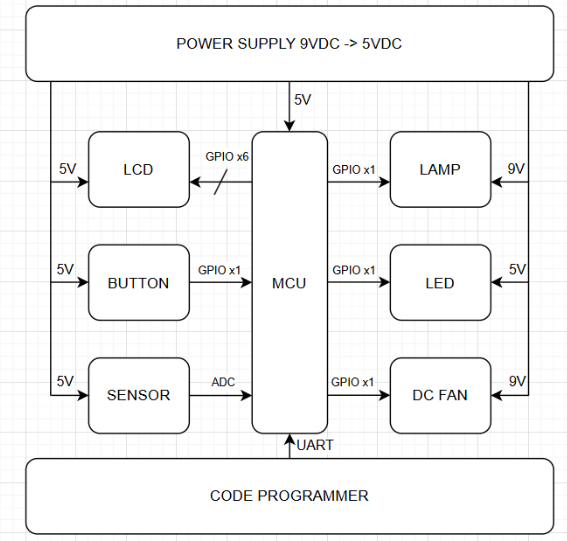 POWER SUPPLY 9VDC -> 5VDC
5V
5V
LCD
GPIO x6
GPIO x1
LAMP
9V
5V
BUTTON
GPIO x1
MCU
GPIO x1
LED
5V
5V
SENSOR
ADC
GPIO x1
DC FAN
9V
UART
CODE PROGRAMMER